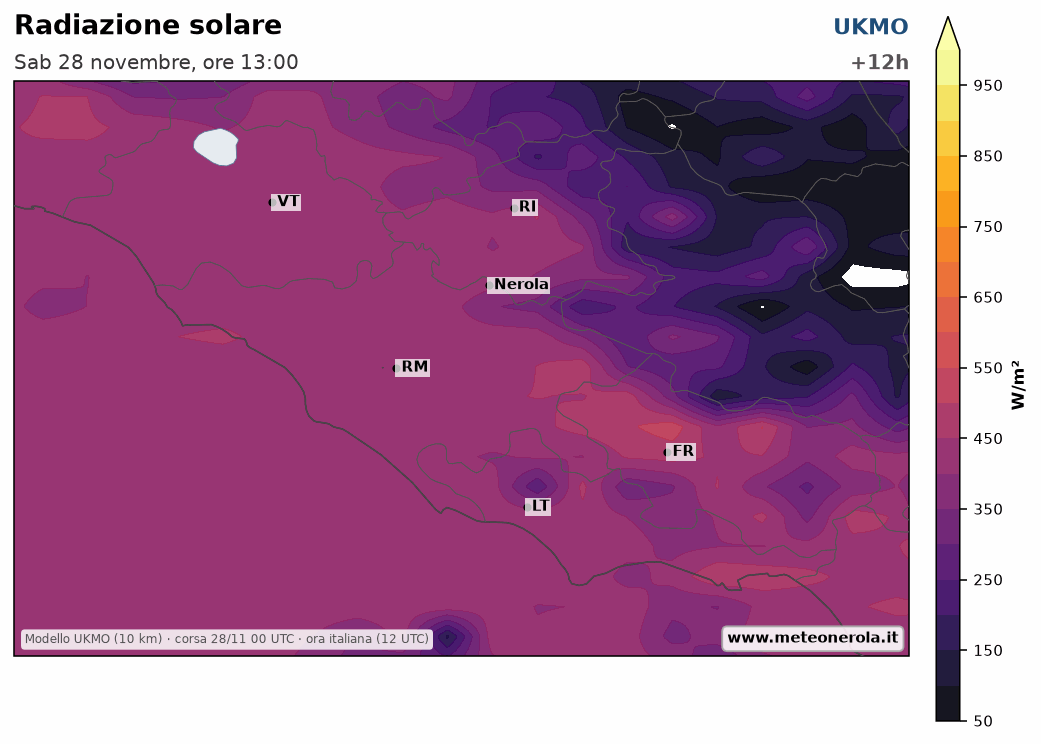 Radiazione solare
UKMO
Sab 28 novembre, ore 13:00
+12h
VT
RI
Nerola
RM
FR
LT
Modello UKMO (10 km) · corsa 28/11 00 UTC · ora italiana (12 UTC)
www.meteonerola.it
950
850
750
650
550
450
350
250
150
50
W/m²